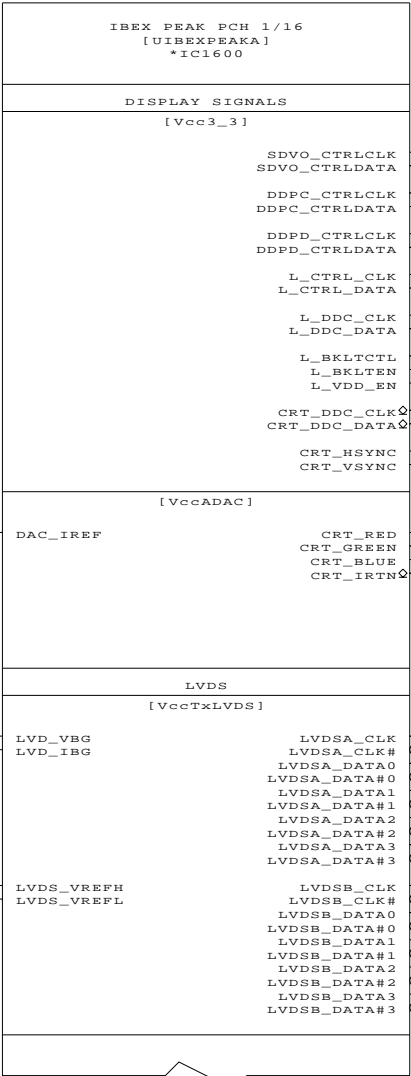 IBEX PEAK PCH 1/16
[UIBEXPEAKA]
*IC1600
DISPLAY SIGNALS
[Vcc3_3]
SDVO_CTRLCLK
SDVO_CTRLDATA
DDPC_CTRLCLK
DDPC_CTRLDATA
DDPD_CTRLCLK
DDPD_CTRLDATA
L_CTRL_CLK
L_CTRL_DATA
L_DDC_CLK
L_DDC_DATA
L_BKLTCTL
L_BKLTEN
L_VDD_EN
CRT_DDC_CLK
CRT_DDC_DATA
CRT_HSYNC
CRT_VSYNC
[VccADAC]
DAC_IREF CRT_RED
CRT_GREEN
CRT_BLUE
CRT_IRTN
LVDS
[VccTxLVDS]
LVD_VBG LVDSA_CLK
LVD_IBG LVDSA_CLK#
LVDSA_DATA0
LVDSA_DATA#0
LVDSA_DATA1
LVDSA_DATA#1
LVDSA_DATA2
LVDSA_DATA#2
LVDSA_DATA3
LVDSA_DATA#3
LVDS_VREFH LVDSB_CLK
LVDS_VREFL LVDSB_CLK#
LVDSB_DATA0
LVDSB_DATA#0
LVDSB_DATA1
LVDSB_DATA#1
LVDSB_DATA2
LVDSB_DATA#2
LVDSB_DATA3
LVDSB_DATA#3